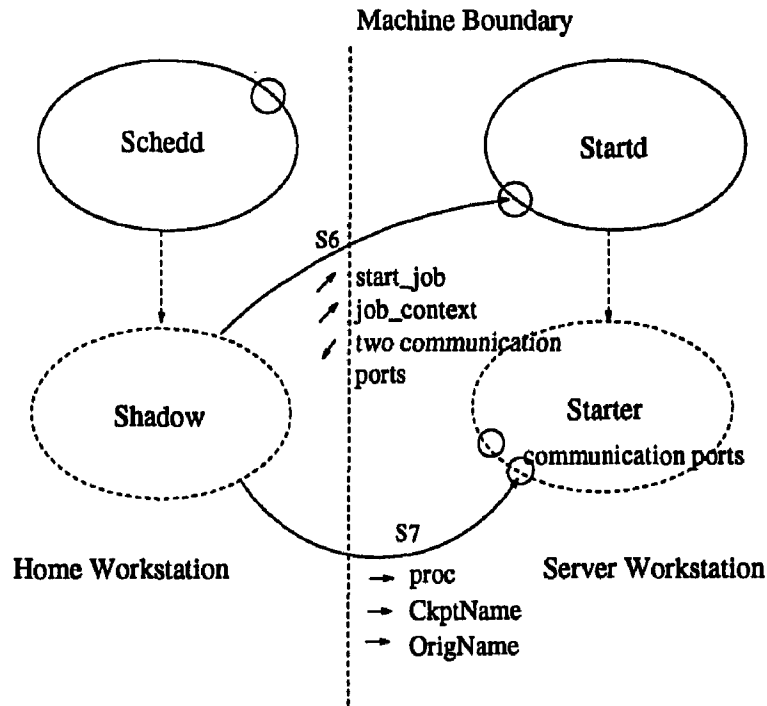 Machine Boundary
Schedd
Startd
S6
start_job
job_context
two communication
ports
Shadow
Starter
communication ports
S7
Home Workstation
Server Workstation
proc
CkptName
OrigName